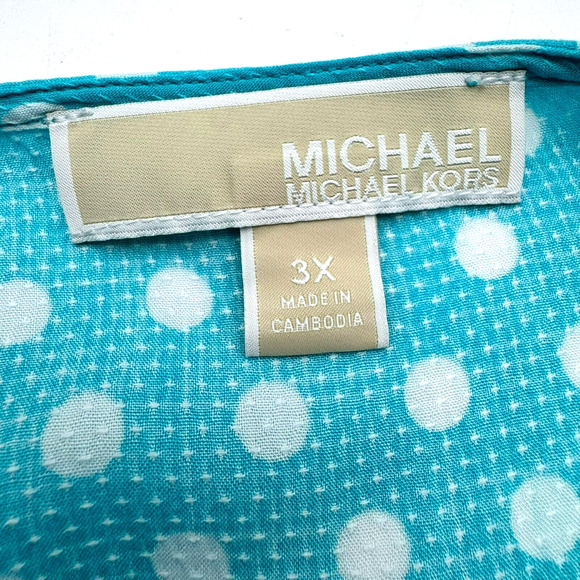 MICHAEL
MICHAEL KORS
3X
MADE IN
CAMBODIA